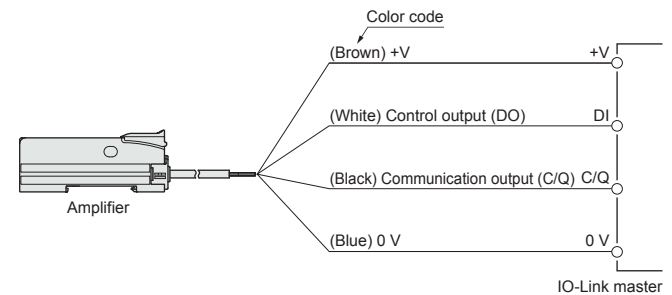 Color code
(Brown) +V +V
(White) Control output (DO) DI
(Black) Communication output (C/Q) C/Q
Amplifier
(Blue) 0 V 0 V
IO-Link master